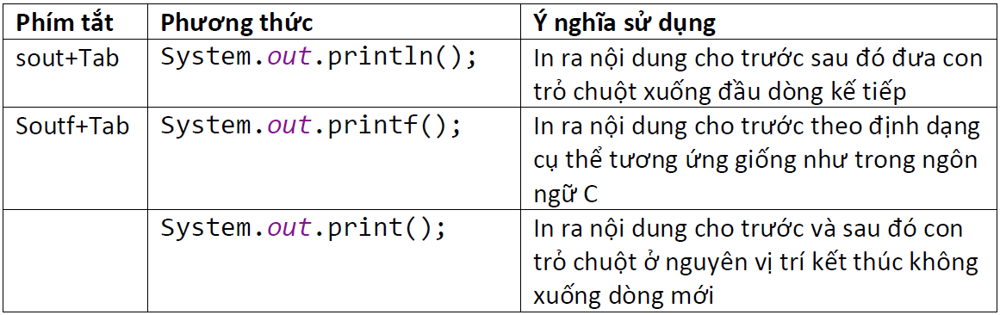 Phím tắt Phương thức Ý nghĩa sử dụng
sout+Tab System.out.println(); In ra nội dung cho trước sau đó đưa con
trỏ chuột xuống đầu dòng kế tiếp
Soutf+Tab System.out.printf(); In ra nội dung cho trước theo định dạng
cụ thể tương ứng giống như trong ngôn
ngữ C
System.out.print(); In ra nội dung cho trước và sau đó con
trỏ chuột ở nguyên vị trí kết thúc không
xuống dòng mới